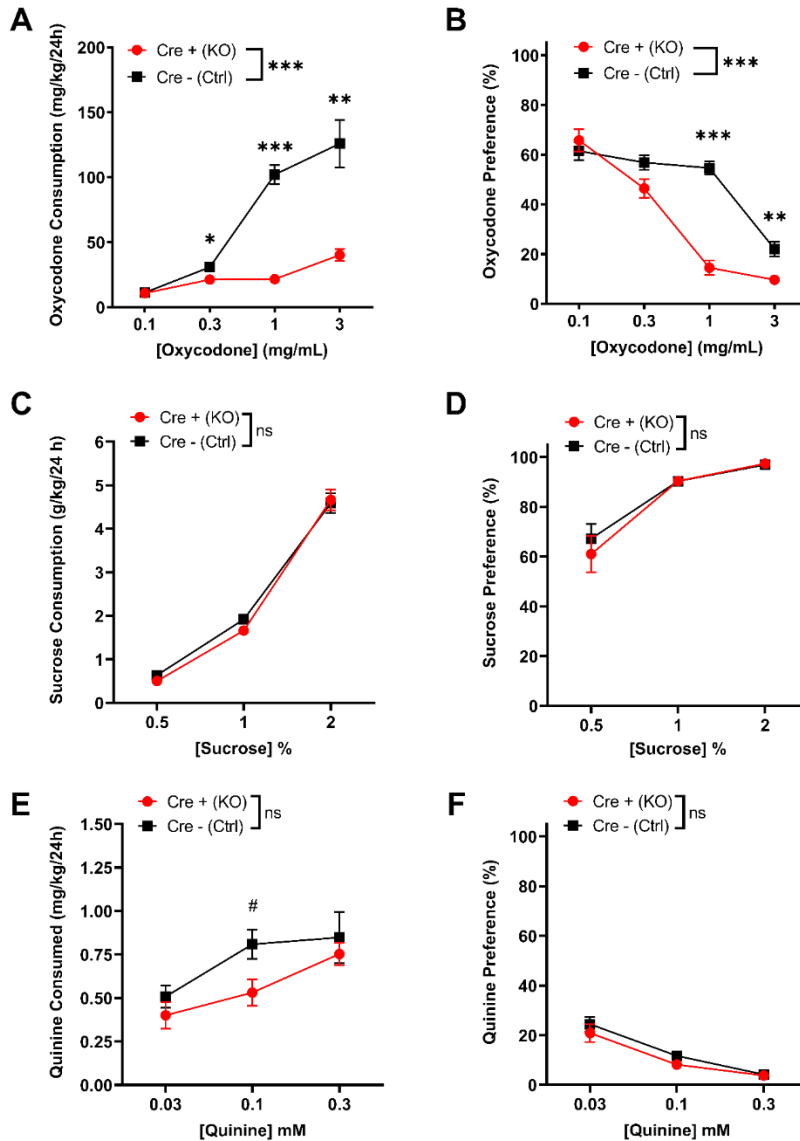 A
Cre + (KO)
Cre - (Ctrl)
***
Oxycodone Consumption (mg/kg/24h)
200
150
100
50
0
*
***
**
0.1 0.3 1 3
[Oxycodone] (mg/mL)
B
Cre + (KO)
Cre - (Ctrl)
***
Oxycodone Preference (%)
100
80
60
40
20
0
***
**
0.1 0.3 1 3
[Oxycodone] (mg/mL)
C
Cre + (KO)
Cre - (Ctrl)
ns
Sucrose Consumption (g/kg/24 h)
6
5
4
3
2
1
0
0.5 1 2
[Sucrose] %
D
Cre + (KO)
Cre - (Ctrl)
ns
Sucrose Preference (%)
100
80
60
40
20
0
0.5 1 2
[Sucrose] %
E
Cre + (KO)
Cre - (Ctrl)
ns
Quinine Consumed (mg/kg/24h)
1.50
1.25
1.00
0.75
0.50
0.25
0.00
#
0.03 0.1 0.3
[Quinine] mM
F
Cre + (KO)
Cre - (Ctrl)
ns
Quinine Preference (%)
100
80
60
40
20
0
0.03 0.1 0.3
[Quinine] mM